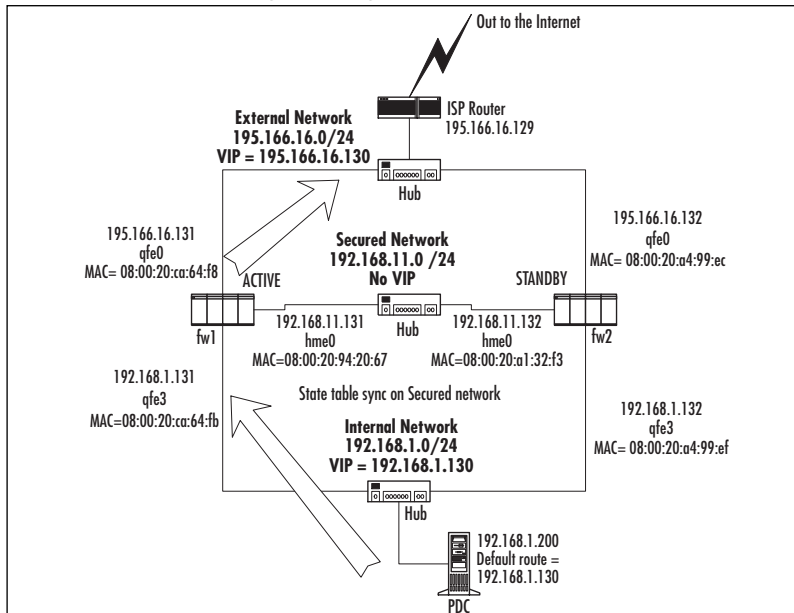 Out to the Internet
ISP Router
195.166.16.129
External Network
195.166.16.0/24
VIP = 195.166.16.130
Hub
195.166.16.131
qfe0
MAC= 08:00:20:ca:64:f8
195.166.16.132
qfe0
MAC= 08:00:20:a4:99:ec
Secured Network
192.168.11.0 /24
No VIP
ACTIVE
STANDBY
fw1
192.168.11.131
hme0
MAC=08:00:20:94:20:67
Hub
192.168.11.132
hme0
MAC=08:00:20:a1:32:f3
fw2
192.168.1.131
qfe3
MAC=08:00:20:ca:64:fb
State table sync on Secured network
192.168.1.132
qfe3
MAC= 08:00:20:a4:99:ef
Internal Network
192.168.1.0/24
VIP = 192.168.1.130
Hub
192.168.1.200
Default route =
192.168.1.130
PDC